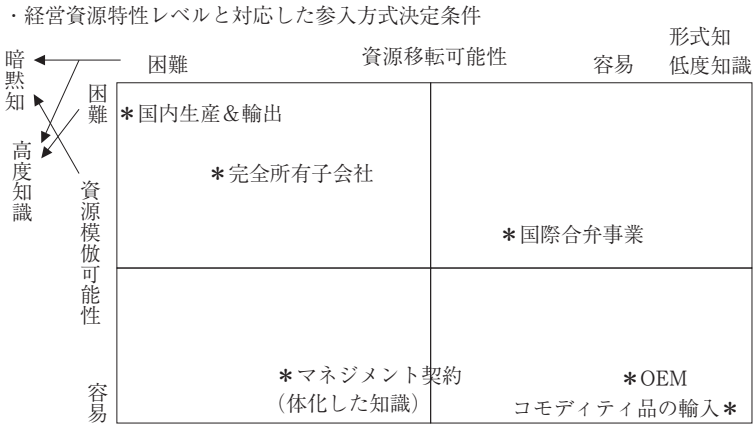 ・経営資源特性レベルと対応した参入方式決定条件
形式知
困難 資源移転可能性 容易 低度知識
暗黙知
高度知識
困難
資源模倣可能性
容易
＊国内生産＆輸出
＊完全所有子会社
＊国際合弁事業
＊マネジメント契約
（体化した知識）
＊OEM
コモディティ品の輸入＊